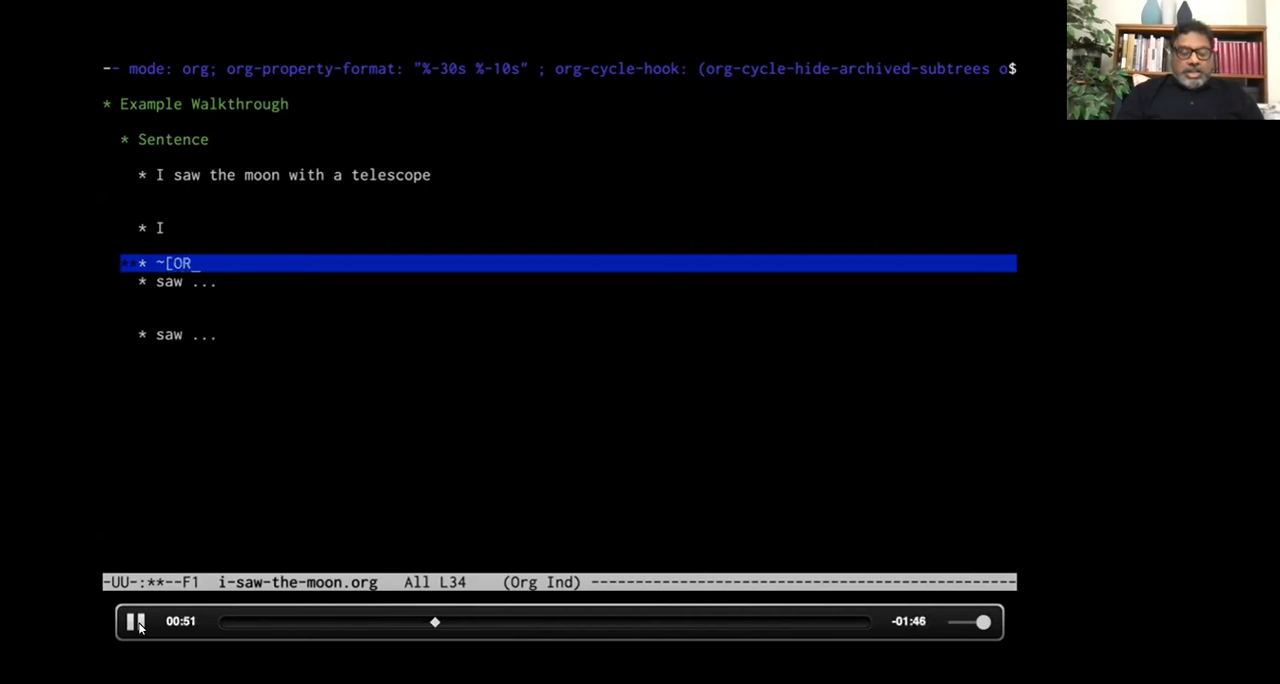 -- mode: org; org-property-format: "%-30s %-10s" ; org-cycle-hook: (org-cycle-hide-archived-subtrees o$
* Example Walkthrough
* Sentence
* I saw the moon with a telescope
* I
*** ~[OR_
* saw ...
* saw ...
-UU-:**--F1 i-saw-the-moon.org All L34 (Org Ind) ------------------------------------------------
00:51 -01:46